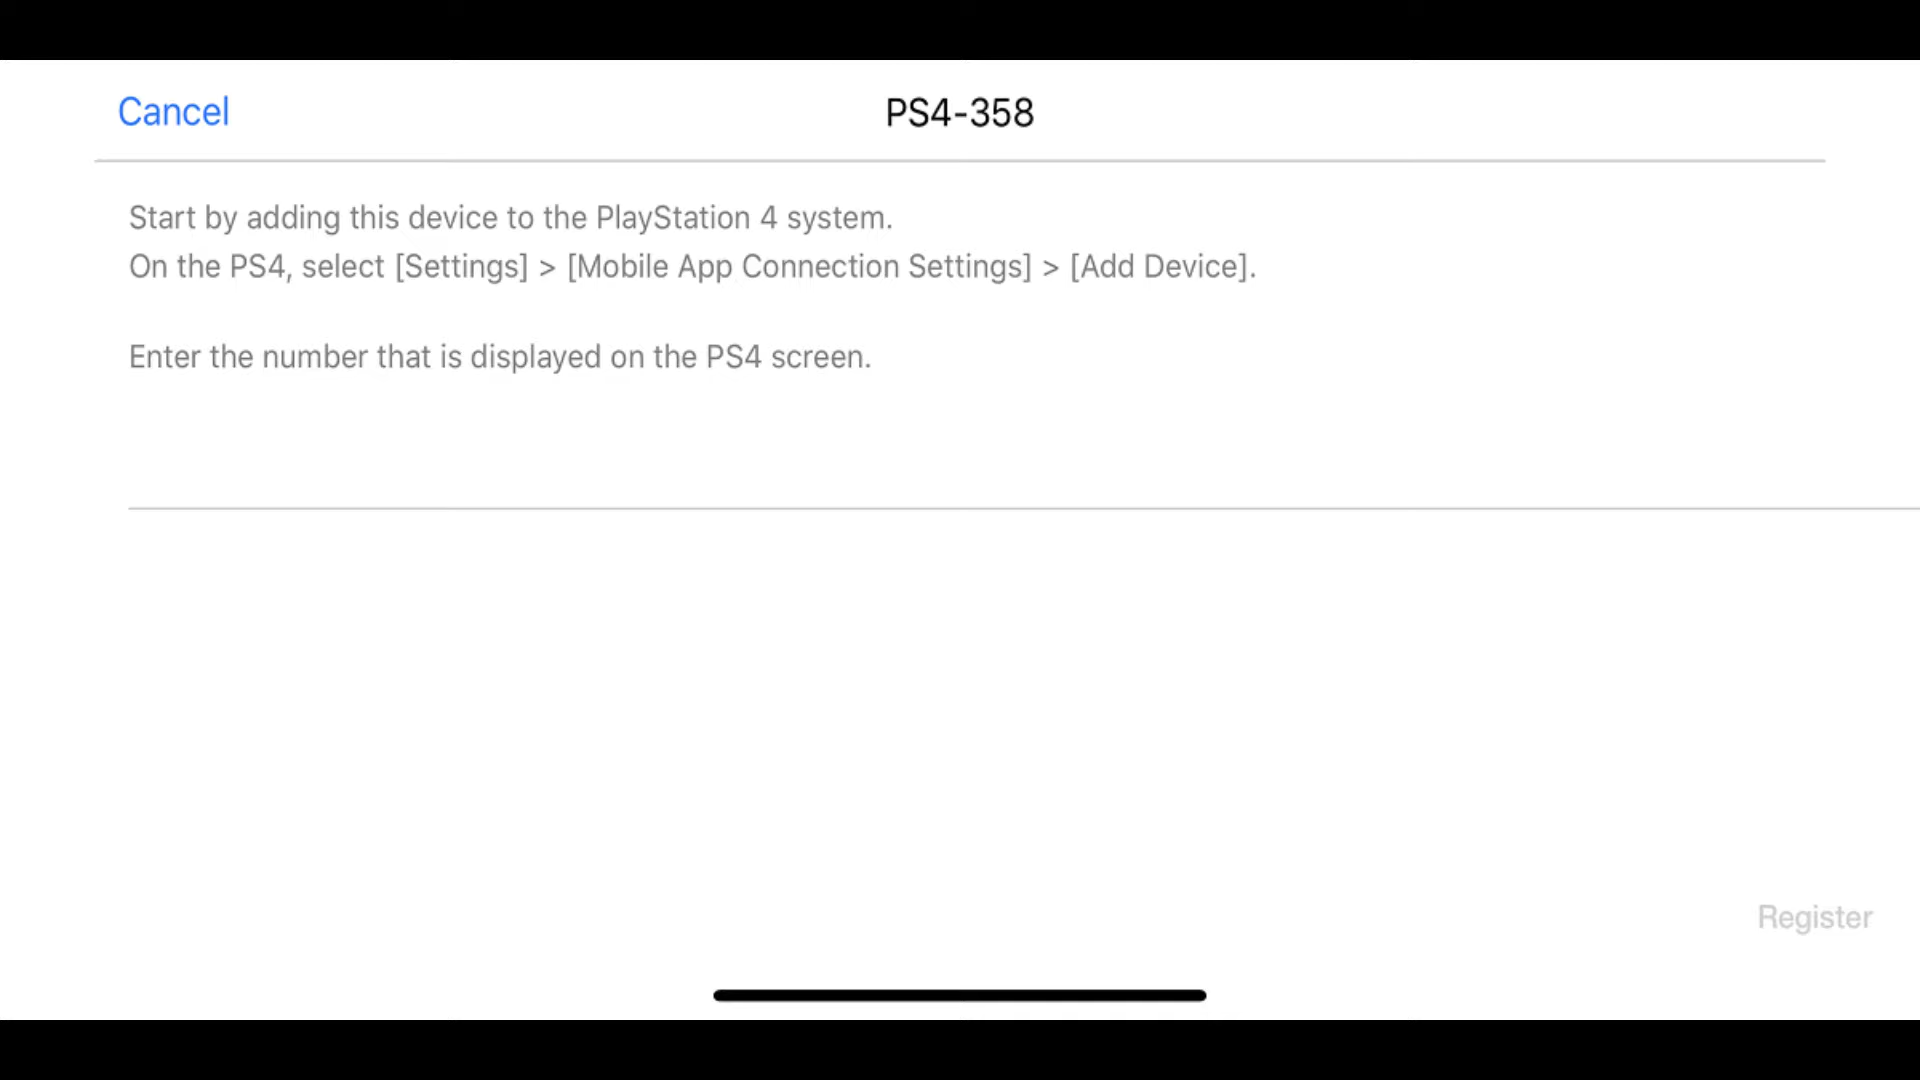 Cancel
PS4-358
Start by adding this device to the PlayStation 4 system.
On the PS4, select [Settings] > [Mobile App Connection Settings] > [Add Device].
Enter the number that is displayed on the PS4 screen.
Register